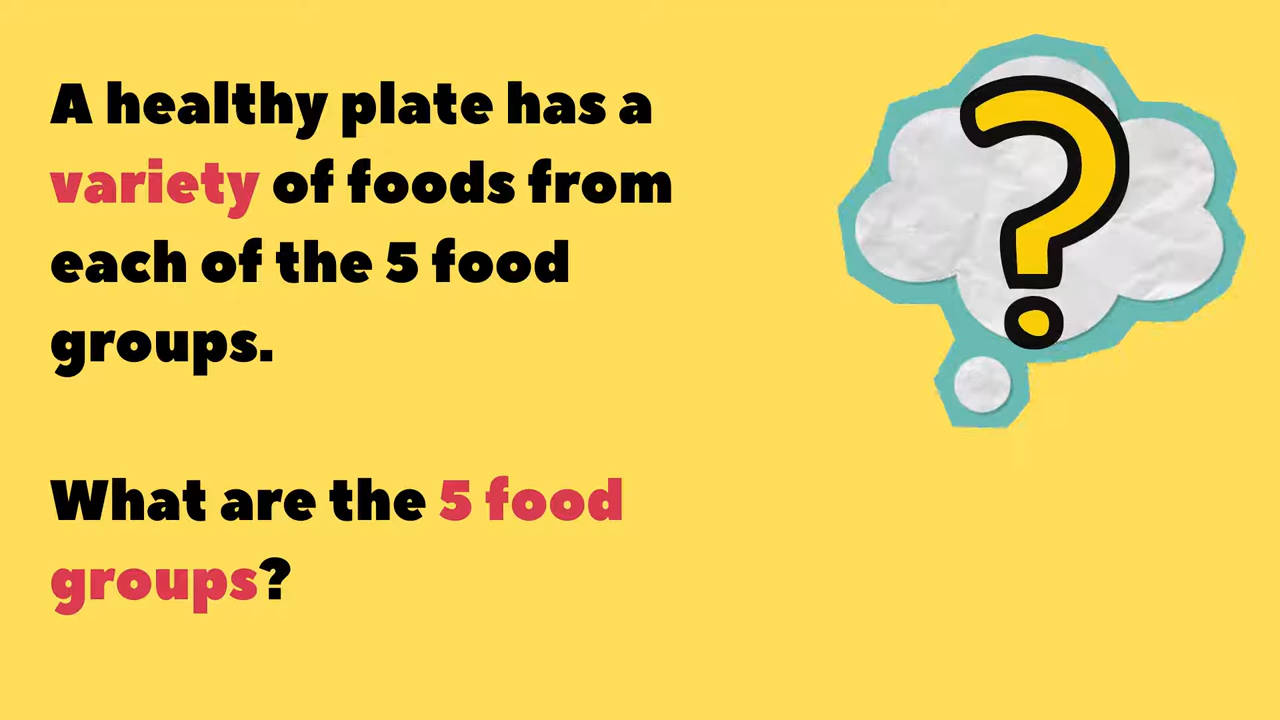 A healthy plate has a
variety of foods from
each of the 5 food
groups.
What are the 5 food
groups?
?